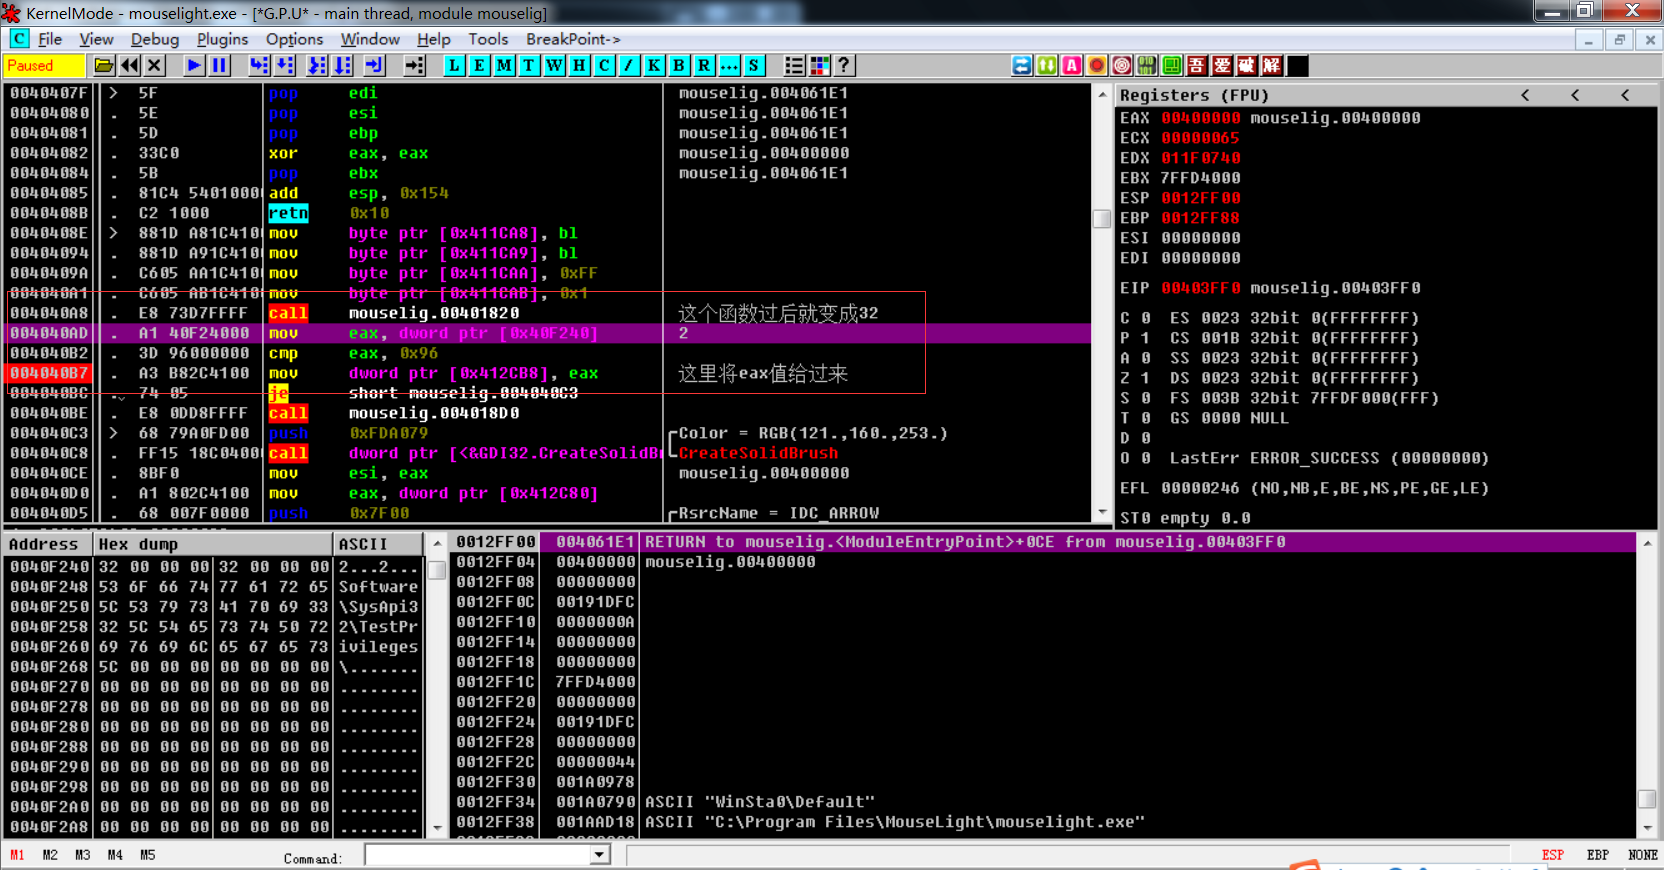 KernelMode - mouselight.exe - [*G.P.U* - main thread, module mouselig]
C File View Debug Plugins Options Window Help Tools BreakPoint->
Paused L E M T W H C / K B R ... S ? A 吾 爱 破 解
0040407F > 5F pop edi mouselig.004061E1
00404080 . 5E pop esi mouselig.004061E1
00404081 . 5D pop ebp mouselig.004061E1
00404082 . 33C0 xor eax, eax mouselig.00400000
00404084 . 5B pop ebx mouselig.004061E1
00404085 . 81C4 5401000 add esp, 0x154
0040408B . C2 1000 retn 0x10
0040408E > 881D A81C410 mov byte ptr [0x411CA8], bl
00404094 . 881D A91C410 mov byte ptr [0x411CA9], bl
0040409A . C605 AA1C410 mov byte ptr [0x411CAA], 0xFF
004040A1 . C605 AB1C410 mov byte ptr [0x411CAB], 0x1
004040A8 . E8 73D7FFFF call mouselig.00401820 这个函数过后就变成32
004040AD . A1 40F24000 mov eax, dword ptr [0x40F240] 2
004040B2 . 3D 96000000 cmp eax, 0x96
004040B7 . A3 B82C4100 mov dword ptr [0x412CB8], eax 这里将eax值给过来
004040BC . 74 05 je short mouselig.004040C3
004040BE . E8 0DD8FFFF call mouselig.004018D0
004040C3 > 68 79A0FD00 push 0xFDA079 Color = RGB(121.,160.,253.)
004040C8 . FF15 18C0400 call dword ptr [<&GDI32.CreateSolidBr CreateSolidBrush
004040CE . 8BF0 mov esi, eax mouselig.00400000
004040D0 . A1 802C4100 mov eax, dword ptr [0x412C80]
004040D5 . 68 007F0000 push 0x7F00 RsrcName = IDC_ARROW
Registers (FPU) < < <
EAX 00400000 mouselig.00400000
ECX 00000065
EDX 011F0740
EBX 7FFD4000
ESP 0012FF00
EBP 0012FF88
ESI 00000000
EDI 00000000
EIP 00403FF0 mouselig.00403FF0
C 0 ES 0023 32bit 0(FFFFFFFF)
P 1 CS 001B 32bit 0(FFFFFFFF)
A 0 SS 0023 32bit 0(FFFFFFFF)
Z 1 DS 0023 32bit 0(FFFFFFFF)
S 0 FS 003B 32bit 7FFDF000(FFF)
T 0 GS 0000 NULL
D 0
O 0 LastErr ERROR_SUCCESS (00000000)
EFL 00000246 (NO,NB,E,BE,NS,PE,GE,LE)
ST0 empty 0.0
Address Hex dump ASCII
0040F240 32 00 00 00 32 00 00 00 2...2...
0040F248 53 6F 66 74 77 61 72 65 Software
0040F250 5C 53 79 73 41 70 69 33 \SysApi3
0040F258 32 5C 54 65 73 74 50 72 2\TestPr
0040F260 69 76 69 6C 65 67 65 73 ivileges
0040F268 5C 00 00 00 00 00 00 00 \.......
0040F270 00 00 00 00 00 00 00 00 ........
0040F278 00 00 00 00 00 00 00 00 ........
0040F280 00 00 00 00 00 00 00 00 ........
0040F288 00 00 00 00 00 00 00 00 ........
0040F290 00 00 00 00 00 00 00 00 ........
0040F298 00 00 00 00 00 00 00 00 ........
0040F2A0 00 00 00 00 00 00 00 00 ........
0040F2A8 00 00 00 00 00 00 00 00 ........
0012FF00 004061E1 RETURN to mouselig.<ModuleEntryPoint>+0CE from mouselig.00403FF0
0012FF04 00400000 mouselig.00400000
0012FF08 00000000
0012FF0C 00191DFC
0012FF10 0000000A
0012FF14 00000000
0012FF18 00000000
0012FF1C 7FFD4000
0012FF20 00000000
0012FF24 00191DFC
0012FF28 00000000
0012FF2C 00000044
0012FF30 001A0978
0012FF34 001A0790 ASCII "WinSta0\Default"
0012FF38 001AAD18 ASCII "C:\Program Files\MouseLight\mouselight.exe"
M1 M2 M3 M4 M5 Command: ESP EBP NONE